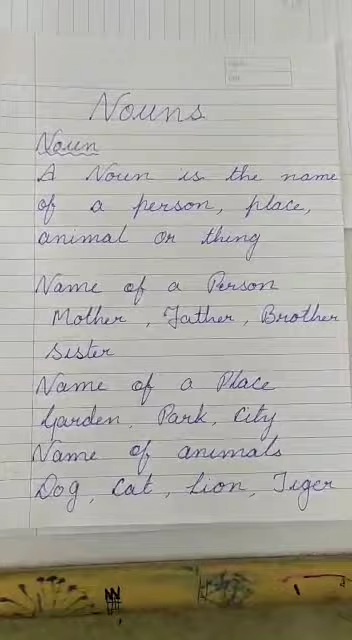 Nouns
Noun
A Noun is the name
of a person, place,
animal or thing
Name of a Person
Mother, Father, Brother
Sister
Name of a Place
Garden, Park, City
Name of animals
Dog, Cat, Lion, Tiger